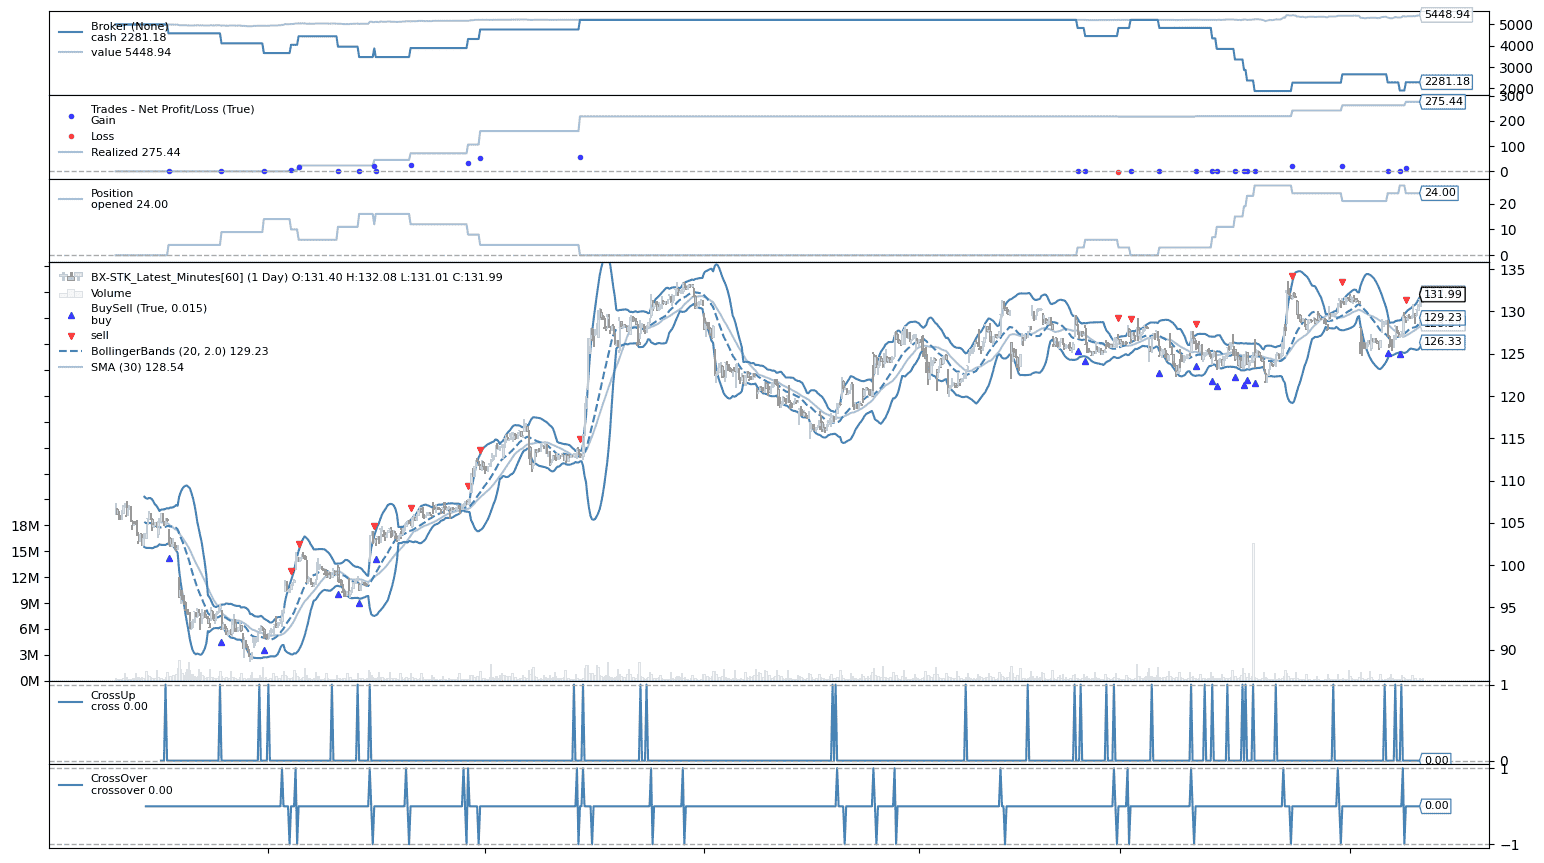 Broker (None)
cash 2281.18
value 5448.94
5448.94
5000
4000
3000
2281.18
2000
Trades - Net Profit/Loss (True)
Gain
Loss
Realized 275.44
300
275.44
200
100
0
Position
opened 24.00
24.00
20
10
0
BX-STK_Latest_Minutes[60] (1 Day) O:131.40 H:132.08 L:131.01 C:131.99
Volume
BuySell (True, 0.015)
buy
sell
BollingerBands (20, 2.0) 129.23
SMA (30) 128.54
135
131.99
130
129.23
126.33
125
120
115
110
105
100
95
90
18M
15M
12M
9M
6M
3M
0M
CrossUp
cross 0.00
1
0
0.00
CrossOver
crossover 0.00
1
0.00
−1